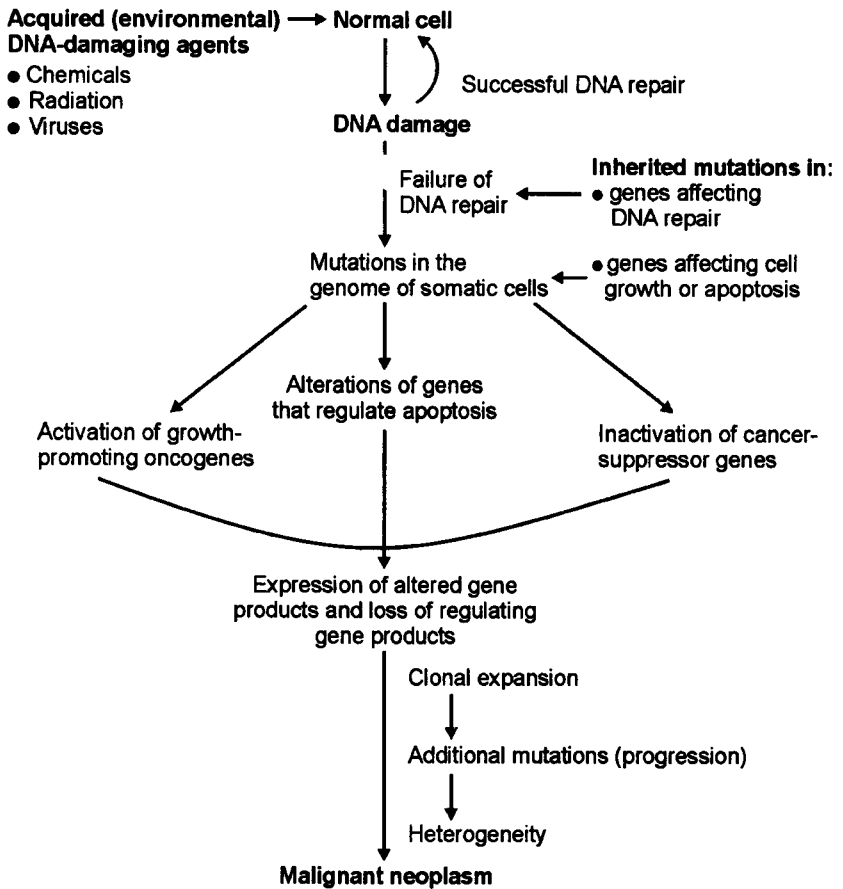 Acquired (environmental)
DNA-damaging agents
● Chemicals
● Radiation
● Viruses
Normal cell
Successful DNA repair
DNA damage
Failure of
DNA repair
Inherited mutations in:
● genes affecting
DNA repair
● genes affecting cell
growth or apoptosis
Mutations in the
genome of somatic cells
Activation of growth-
promoting oncogenes
Alterations of genes
that regulate apoptosis
Inactivation of cancer-
suppressor genes
Expression of altered gene
products and loss of regulating
gene products
Clonal expansion
Additional mutations (progression)
Heterogeneity
Malignant neoplasm